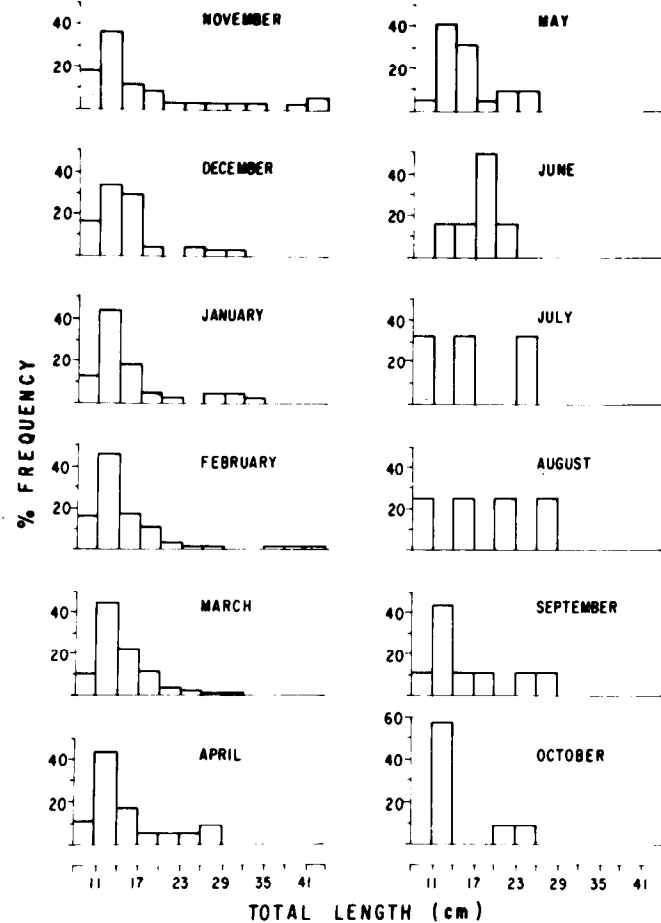 % FREQUENCY
NOVEMBER
40
20
DECEMBER
40
20
JANUARY
40
20
FEBRUARY
40
20
MARCH
40
20
APRIL
40
20
11 17 23 29 35 41
MAY
40
20
JUNE
40
20
JULY
40
20
AUGUST
40
20
SEPTEMBER
40
20
OCTOBER
60
40
20
11 17 23 29 35 41
TOTAL LENGTH (cm)